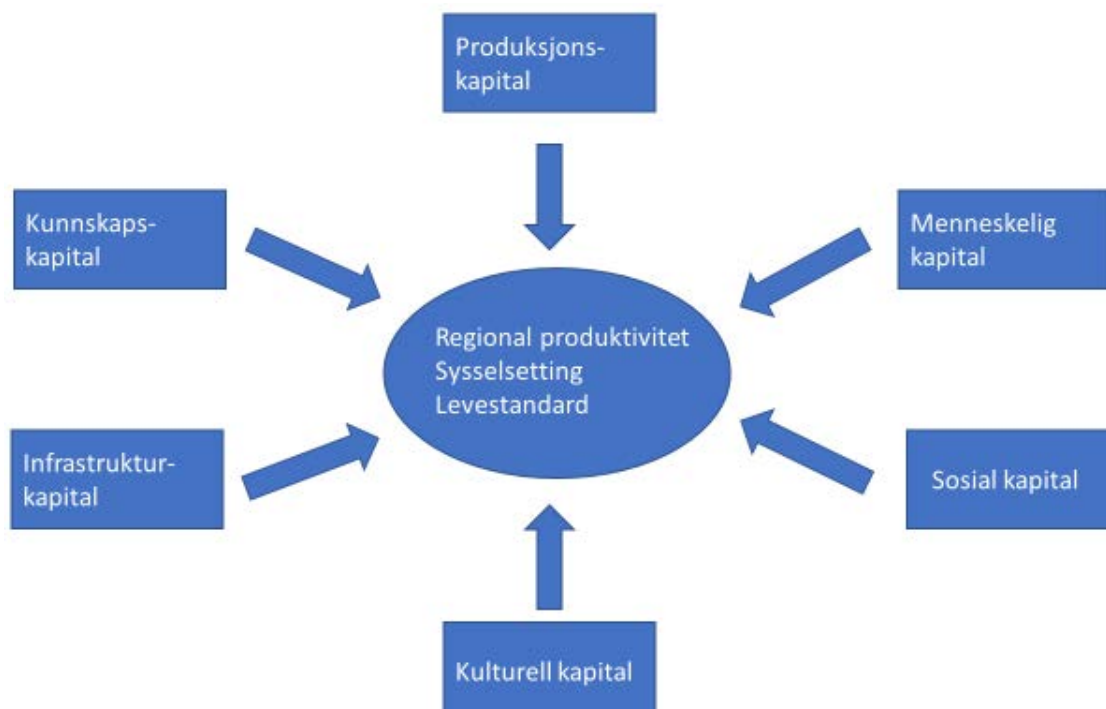 Produksjons-
kapital
Kunnskaps-
kapital
Menneskelig
kapital
Regional produktivitet
Sysselsetting
Levestandard
Infrastruktur-
kapital
Sosial kapital
Kulturell kapital